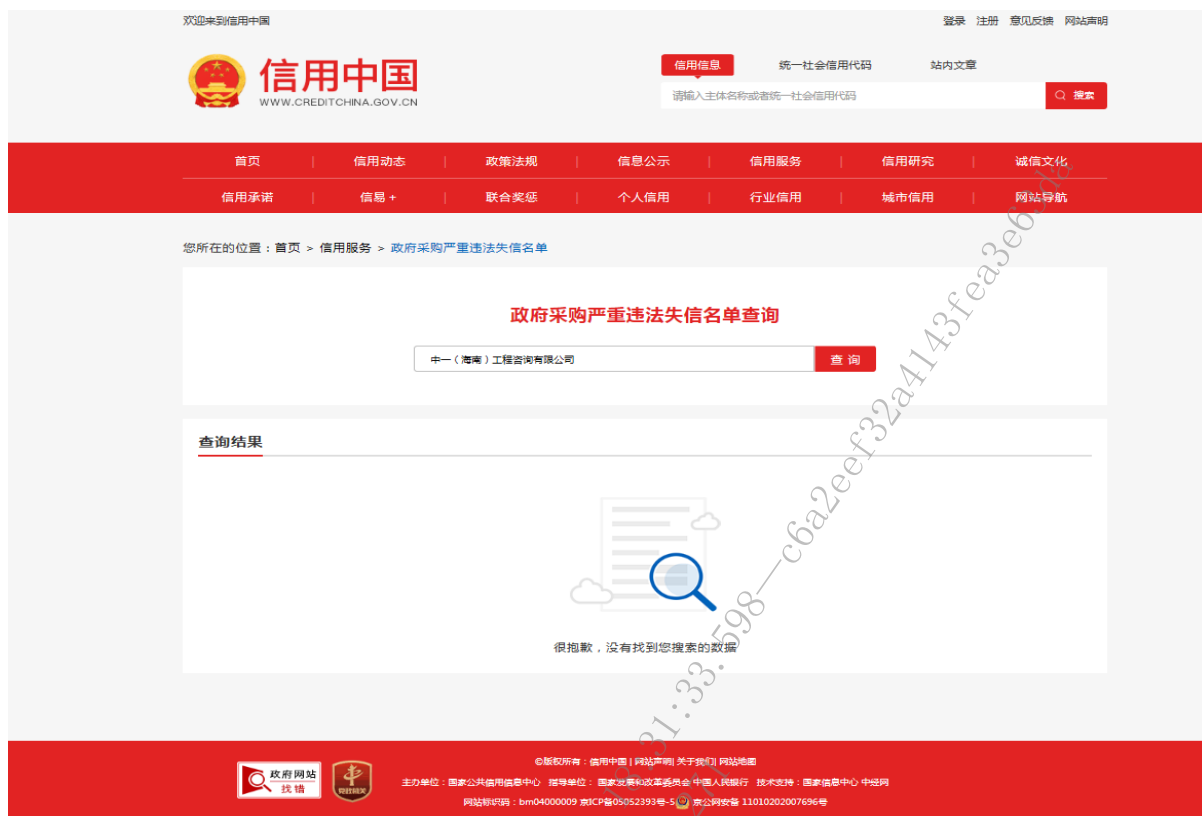 欢迎来到信用中国
登录 注册 意见反馈 网站声明
信用中国
WWW.CREDITCHINA.GOV.CN
信用信息 统一社会信用代码 站内文章
请输入主体名称或者统一社会信用代码
搜索
首页 | 信用动态 | 政策法规 | 信息公示 | 信用服务 | 信用研究 | 诚信文化
信用承诺 | 信易+ | 联合奖惩 | 个人信用 | 行业信用 | 城市信用 | 网站导航
您所在的位置：首页 > 信用服务 > 政府采购严重违法失信名单
政府采购严重违法失信名单查询
中一（海南）工程咨询有限公司
查询
查询结果
很抱歉，没有找到您搜索的数据
政府网站
找错
党政机关
©版权所有：信用中国 | 网站声明| 关于我们| 网站地图
主办单位：国家公共信用信息中心 指导单位： 国家发展和改革委员会 中国人民银行 技术支持：国家信息中心 中经网
网站标识码：bm04000009 京ICP备05052393号-5 京公网安备 11010202007696号
31:33.598—c6a2eef32a4143fea3e63da